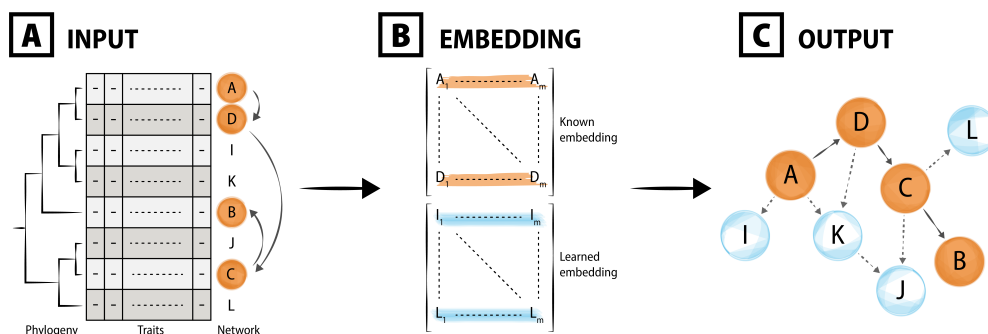 A INPUT
B EMBEDDING
C OUTPUT
A
D
I
K
B
J
C
L
Phylogeny Traits Network
A₁ Aₘ
D₁ Dₘ
Known
embedding
I₁ Iₘ
L₁ Lₘ
Learned
embedding
D
L
A
C
I
K
B
J